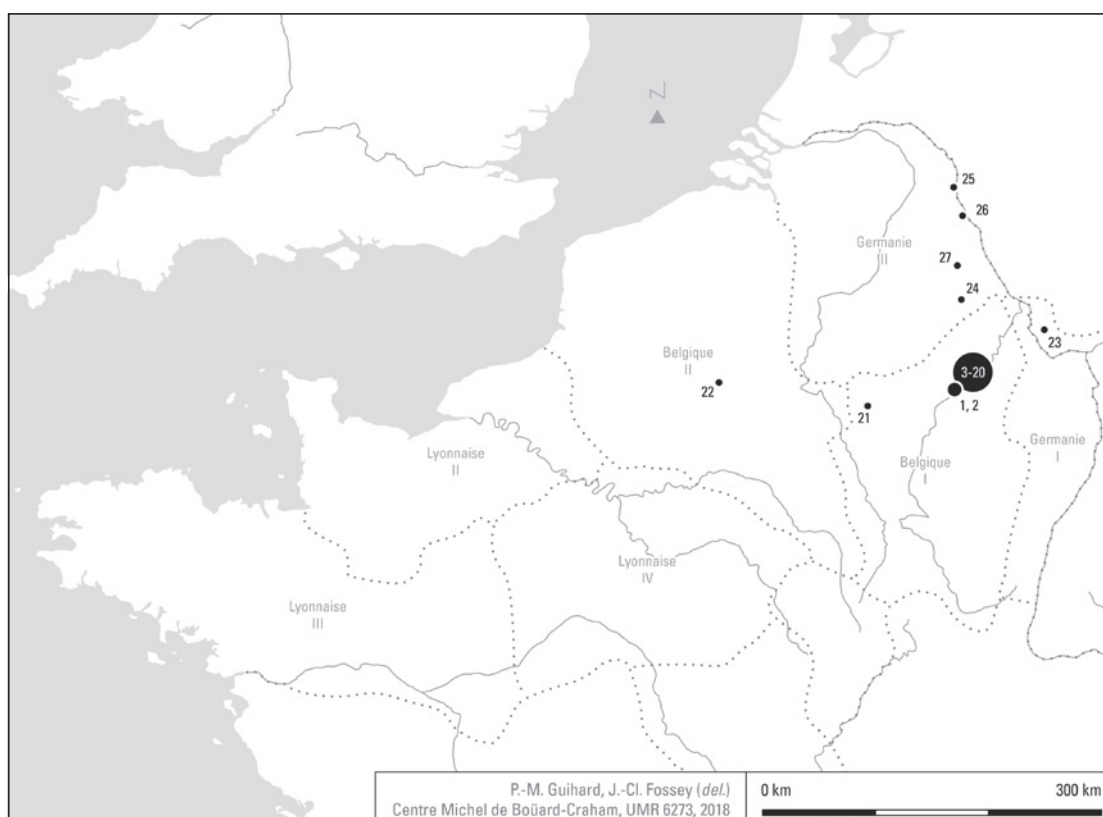 N
25
26
Germanie
III
27
24
23
Belgique
II
3-20
22
1, 2
21
Germanie
I
Belgique
I
Lyonnaise
II
Lyonnaise
IV
Lyonnaise
III
P.-M. Guihard, J.-Cl. Fossey (del.)
Centre Michel de Boüard-Craham, UMR 6273, 2018
0 km 300 km